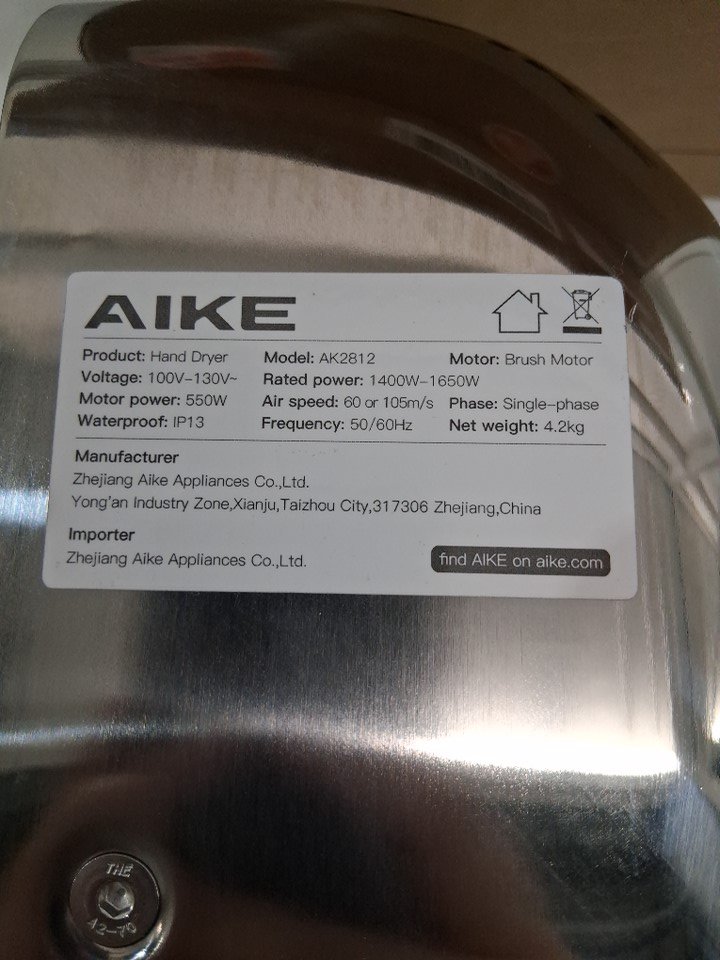 AIKE
Product: Hand Dryer Model: AK2812 Motor: Brush Motor
Voltage: 100V-130V~ Rated power: 1400W-1650W
Motor power: 550W Air speed: 60 or 105m/s Phase: Single-phase
Waterproof: IP13 Frequency: 50/60Hz Net weight: 4.2kg
Manufacturer
Zhejiang Aike Appliances Co.,Ltd.
Yong'an Industry Zone,Xianju,Taizhou City,317306 Zhejiang,China
Importer
Zhejiang Aike Appliances Co.,Ltd.
find AIKE on aike.com
THE
A2-70